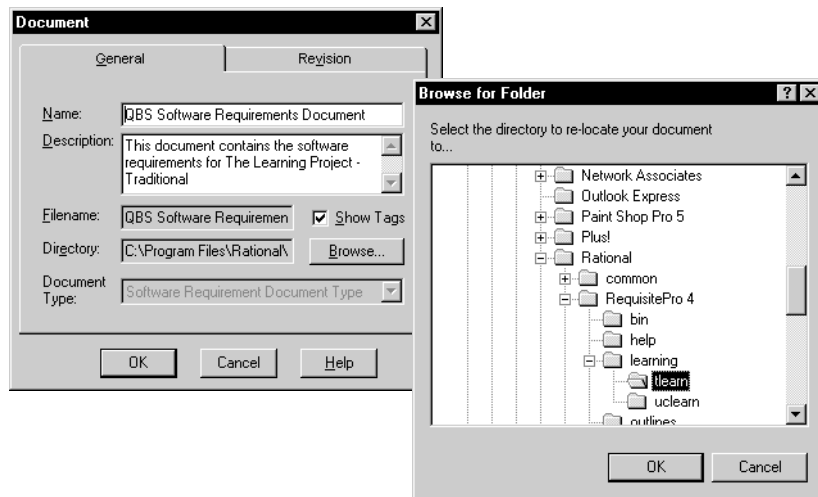 Document
General
Revision
Name:
QBS Software Requirements Document
Description:
This document contains the software
requirements for The Learning Project -
Traditional
Filename:
QBS Software Requiremen
Show Tags
Directory:
C:\Program Files\Rational\
Browse...
Document
Type:
Software Requirement Document Type
OK
Cancel
Help
Browse for Folder
Select the directory to re-locate your document
to...
Network Associates
Outlook Express
Paint Shop Pro 5
Plus!
Rational
common
RequisitePro 4
bin
help
learning
tlearn
uclearn
outlines
OK
Cancel